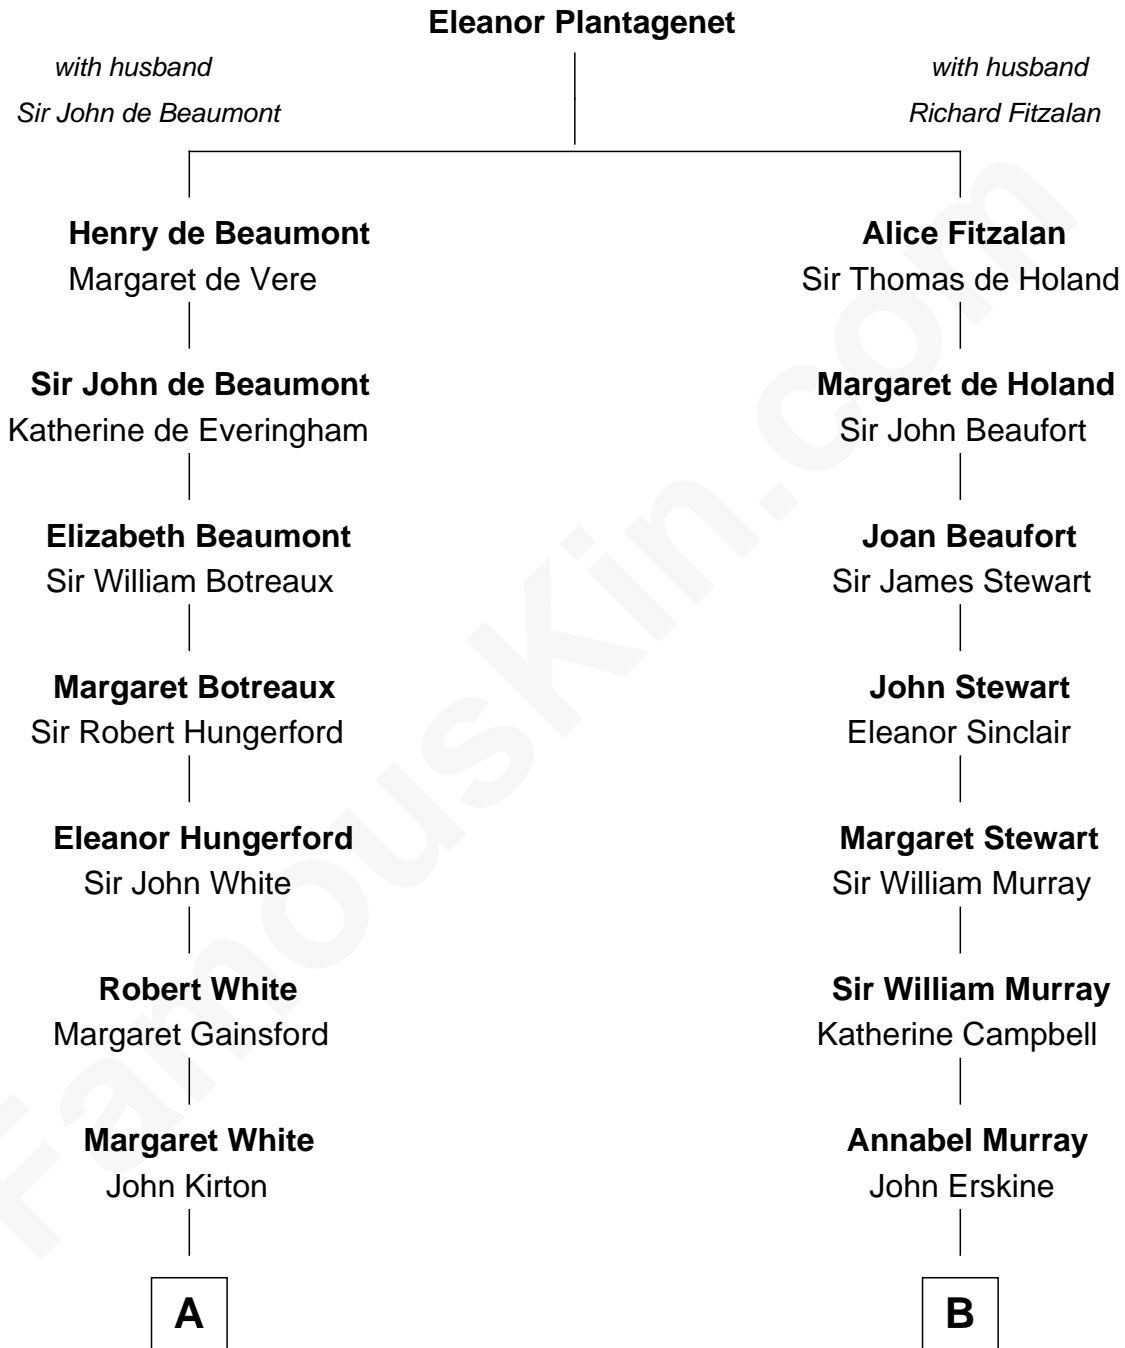 Eleanor Plantagenet
with husband
Sir John de Beaumont
with husband
Richard Fitzalan
Henry de Beaumont
Margaret de Vere
Alice Fitzalan
Sir Thomas de Holand
Sir John de Beaumont
Katherine de Everingham
Margaret de Holand
Sir John Beaufort
Elizabeth Beaumont
Sir William Botreaux
Joan Beaufort
Sir James Stewart
Margaret Botreaux
Sir Robert Hungerford
John Stewart
Eleanor Sinclair
Eleanor Hungerford
Sir John White
Margaret Stewart
Sir William Murray
Robert White
Margaret Gainsford
Sir William Murray
Katherine Campbell
Margaret White
John Kirton
Annabel Murray
John Erskine
A
B
FamousKin.com